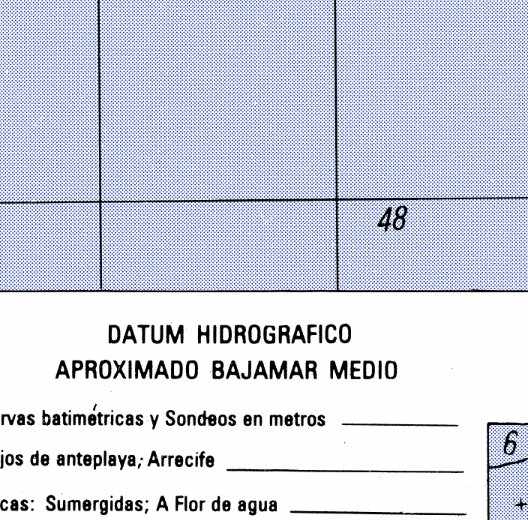 48
DATUM HIDROGRAFICO
APROXIMADO BAJAMAR MEDIO
rvas batimétricas y Sondeos en metros
6
jos de anteplaya; Arrecife
cas: Sumergidas; A Flor de agua